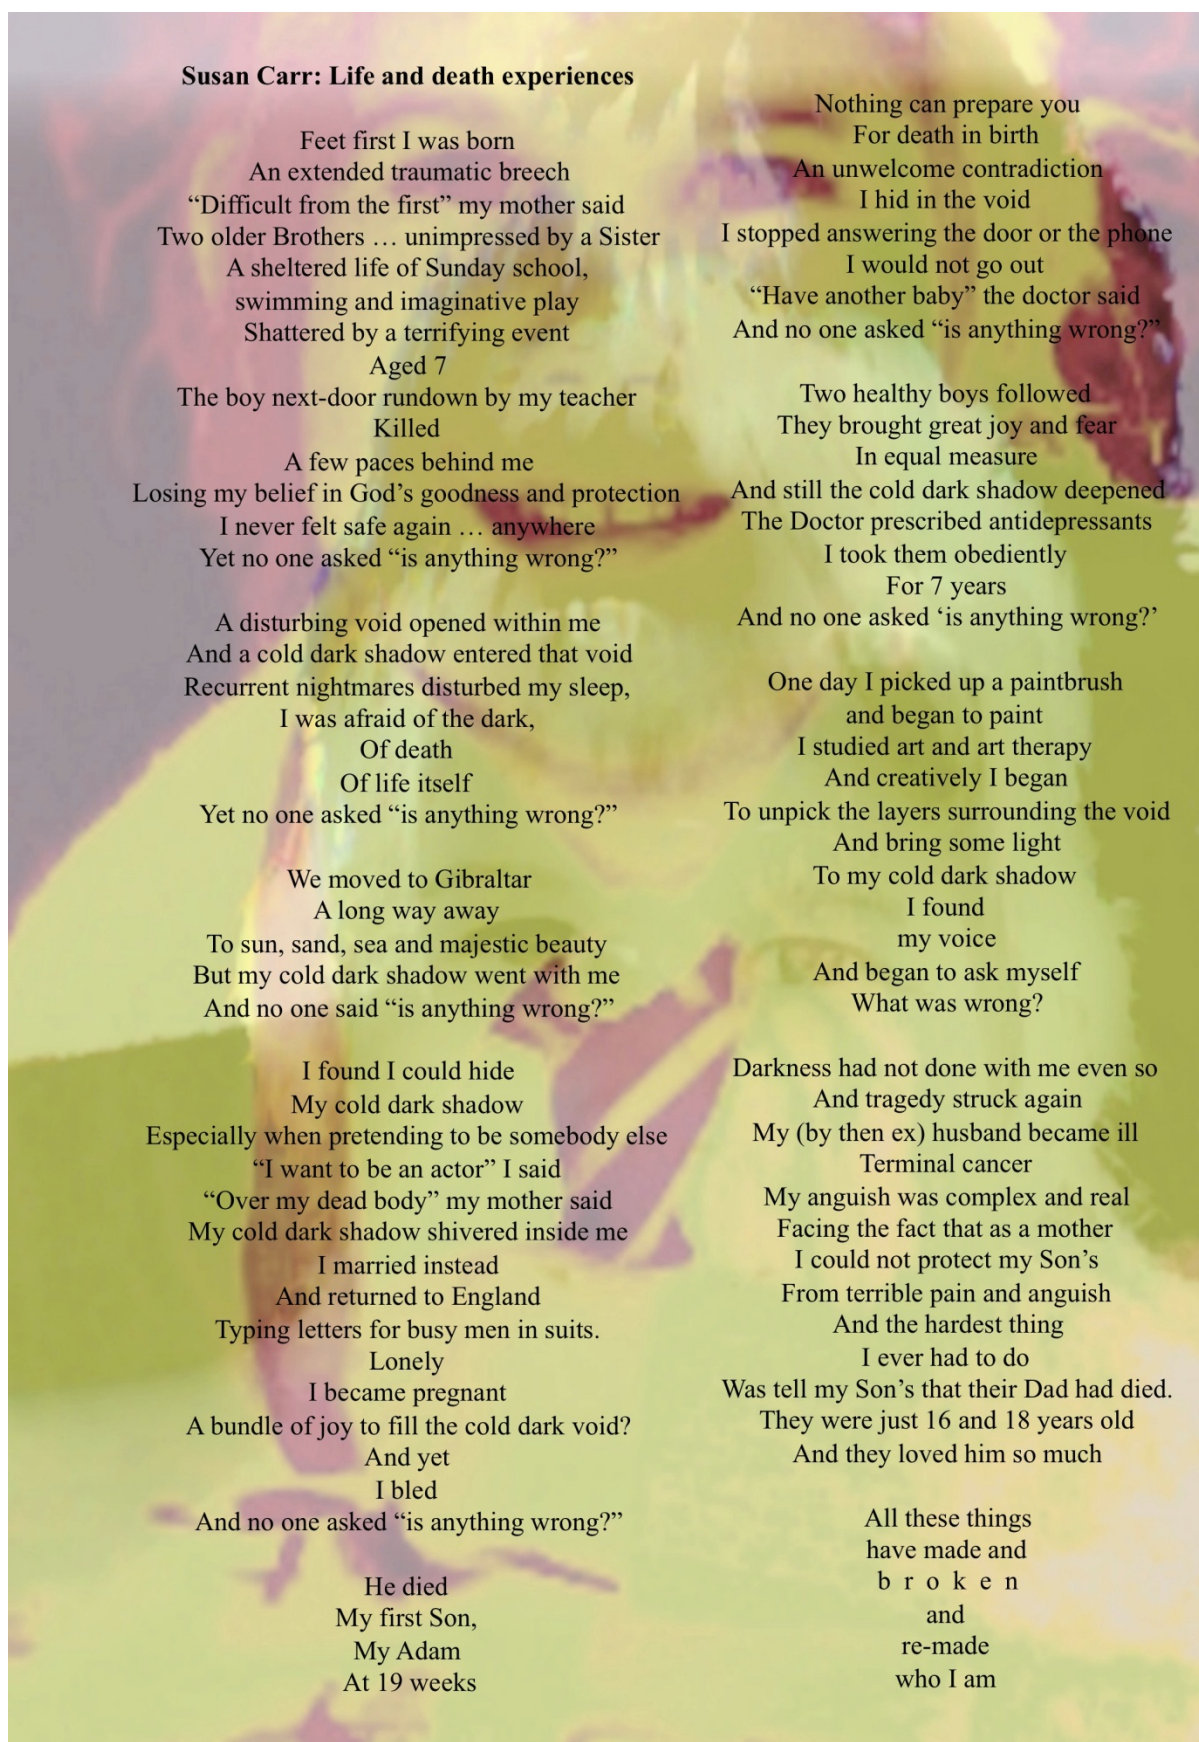 Susan Carr: Life and death experiences
Feet first I was born
An extended traumatic breech
“Difficult from the first” my mother said
Two older Brothers … unimpressed by a Sister
A sheltered life of Sunday school,
swimming and imaginative play
Shattered by a terrifying event
Aged 7
The boy next-door rundown by my teacher
Killed
A few paces behind me
Losing my belief in God’s goodness and protection
I never felt safe again … anywhere
Yet no one asked “is anything wrong?”
A disturbing void opened within me
And a cold dark shadow entered that void
Recurrent nightmares disturbed my sleep,
I was afraid of the dark,
Of death
Of life itself
Yet no one asked “is anything wrong?”
We moved to Gibraltar
A long way away
To sun, sand, sea and majestic beauty
But my cold dark shadow went with me
And no one said “is anything wrong?”
I found I could hide
My cold dark shadow
Especially when pretending to be somebody else
“I want to be an actor” I said
“Over my dead body” my mother said
My cold dark shadow shivered inside me
I married instead
And returned to England
Typing letters for busy men in suits.
Lonely
I became pregnant
A bundle of joy to fill the cold dark void?
And yet
I bled
And no one asked “is anything wrong?”
He died
My first Son,
My Adam
At 19 weeks
Nothing can prepare you
For death in birth
An unwelcome contradiction
I hid in the void
I stopped answering the door or the phone
I would not go out
“Have another baby” the doctor said
And no one asked “is anything wrong?”
Two healthy boys followed
They brought great joy and fear
In equal measure
And still the cold dark shadow deepened
The Doctor prescribed antidepressants
I took them obediently
For 7 years
And no one asked ‘is anything wrong?’
One day I picked up a paintbrush
and began to paint
I studied art and art therapy
And creatively I began
To unpick the layers surrounding the void
And bring some light
To my cold dark shadow
I found
my voice
And began to ask myself
What was wrong?
Darkness had not done with me even so
And tragedy struck again
My (by then ex) husband became ill
Terminal cancer
My anguish was complex and real
Facing the fact that as a mother
I could not protect my Son’s
From terrible pain and anguish
And the hardest thing
I ever had to do
Was tell my Son’s that their Dad had died.
They were just 16 and 18 years old
And they loved him so much
All these things
have made and
b r o k e n
and
re-made
who I am